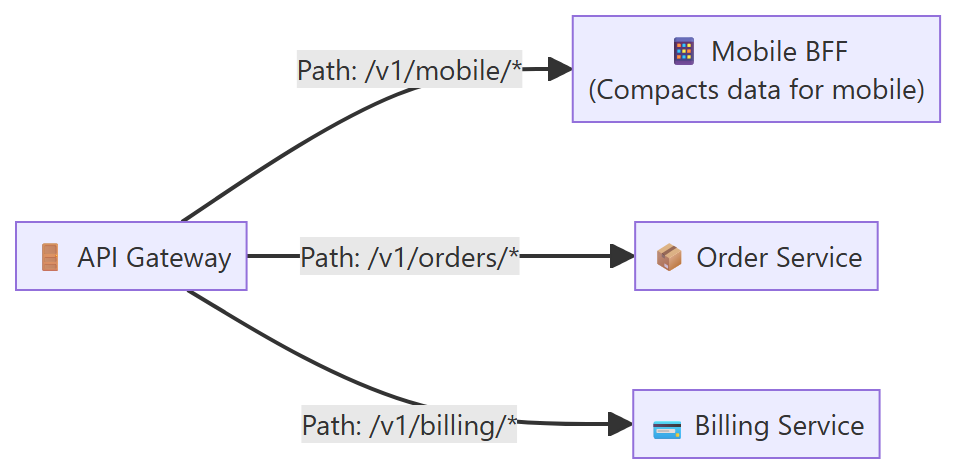 Path: /v1/mobile/*
Mobile BFF
(Compacts data for mobile)
API Gateway
Path: /v1/orders/*
Order Service
Path: /v1/billing/*
Billing Service